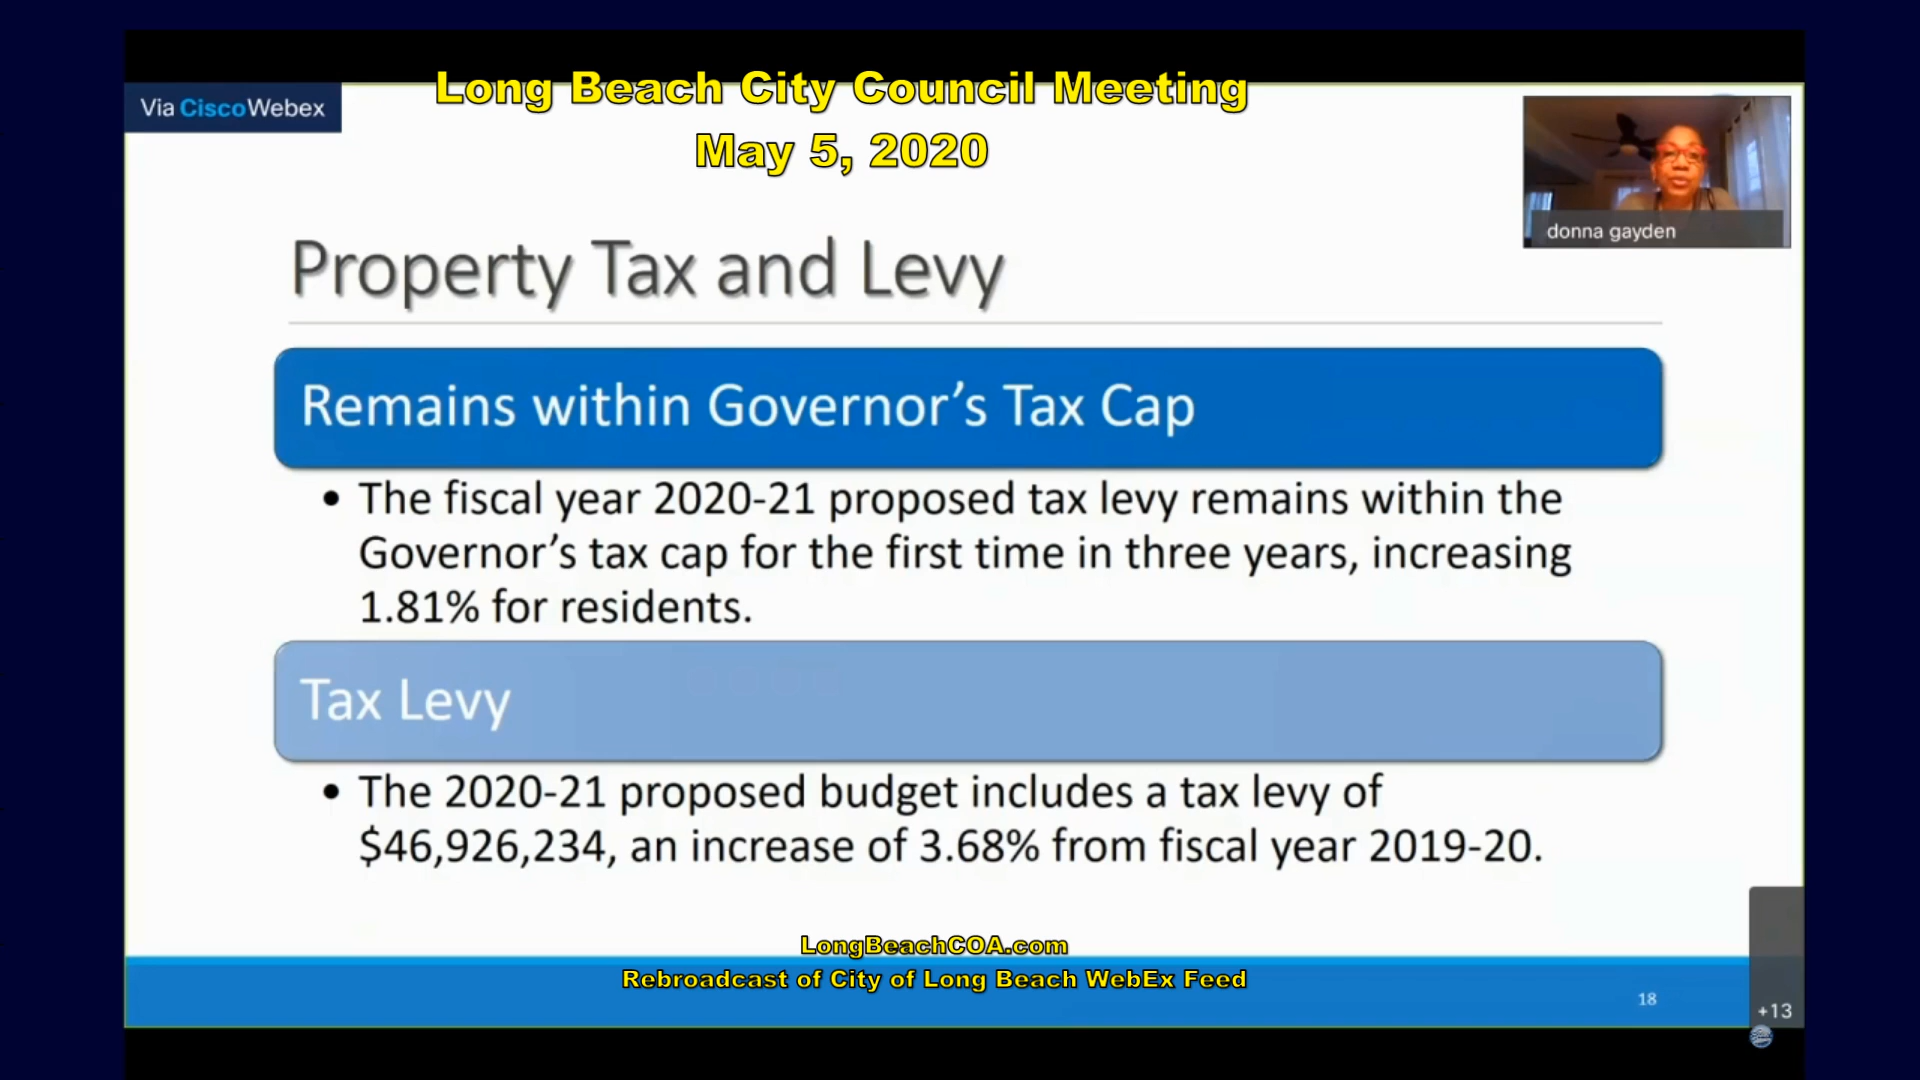 Long Beach City Council Meeting
Via CiscoWebex
May 5, 2020
donna gayden
Property Tax and Levy
Remains within Governor’s Tax Cap
• The fiscal year 2020-21 proposed tax levy remains within the
Governor’s tax cap for the first time in three years, increasing
1.81% for residents.
Tax Levy
• The 2020-21 proposed budget includes a tax levy of
$46,926,234, an increase of 3.68% from fiscal year 2019-20.
LongBeachCOA.com
Rebroadcast of City of Long Beach WebEx Feed
18
+13